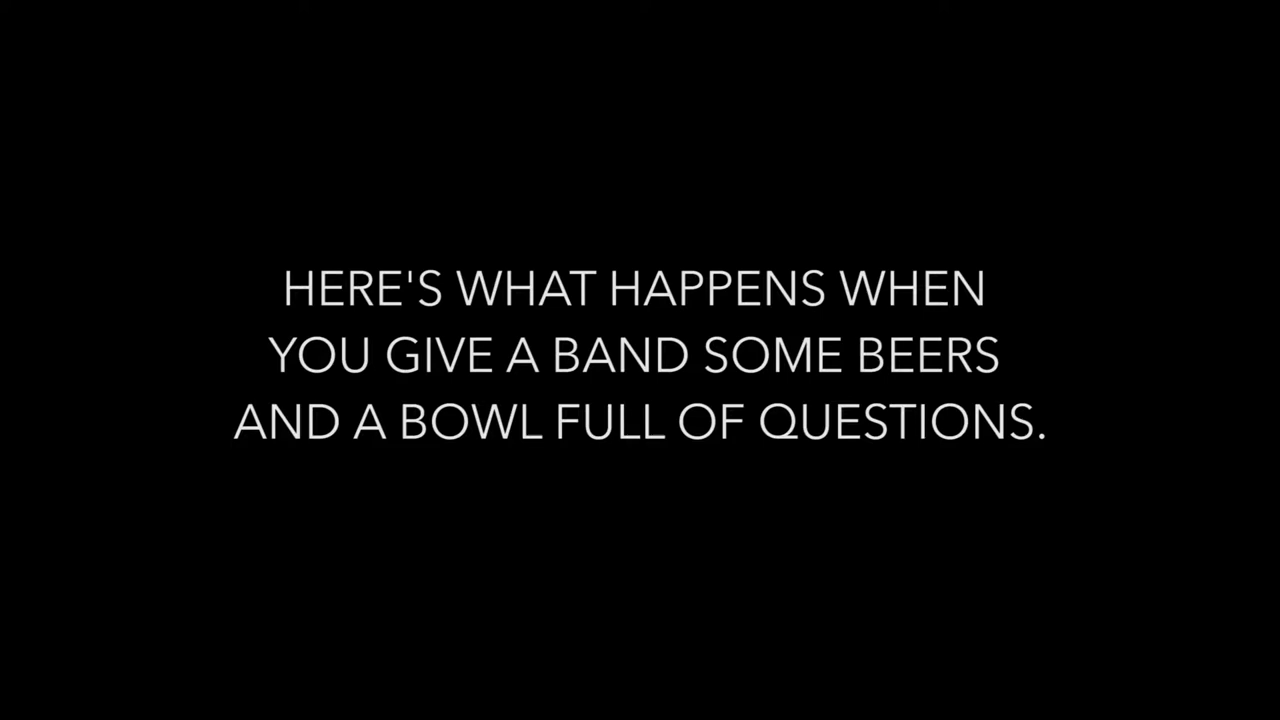 HERE'S WHAT HAPPENS WHEN
YOU GIVE A BAND SOME BEERS
AND A BOWL FULL OF QUESTIONS.